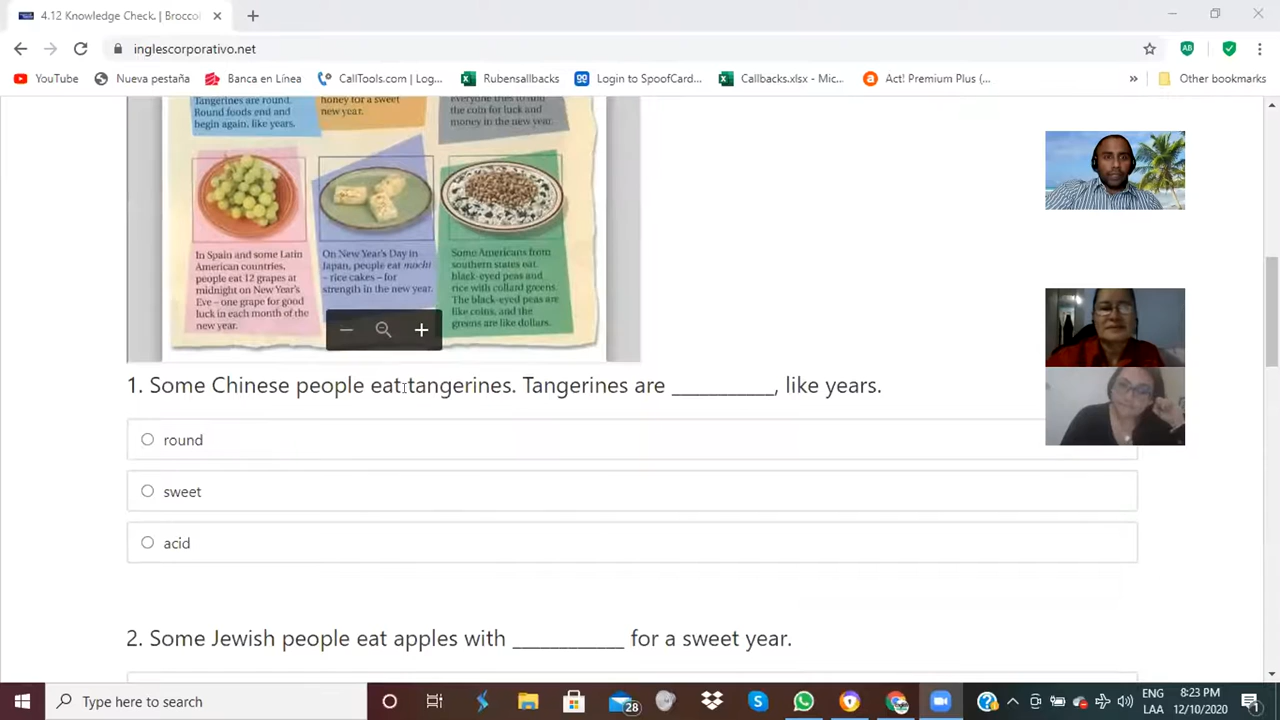 4.12 Knowledge Check. | Broccol
inglescorporativo.net
AB
YouTube
Nueva pestaña
Banca en Línea
CallTools.com | Log...
Rubensallbacks
Login to SpoofCard...
Callbacks.xlsx - Mic...
Act! Premium Plus (...
»
Other bookmarks
Tangerines are round.
Round foods end and
begin again, like years.
honey for a sweet
new year.
Everyone tries to find
the coin for luck and
money in the new year.
In Spain and some Latin
American countries,
people eat 12 grapes at
midnight on New Year's
Eve – one grape for good
luck in each month of the
new year.
On New Year's Day in
Japan, people eat mochi
– rice cakes – for
strength in the new year.
Some Americans from
southern states eat
black-eyed peas and
rice with collard greens.
The black-eyed peas are
like coins, and the
greens are like dollars.
1. Some Chinese people eat tangerines. Tangerines are ___________, like years.
round
sweet
acid
2. Some Jewish people eat apples with ____________ for a sweet year.
Type here to search
28
ENG
LAA
8:23 PM
12/10/2020
1